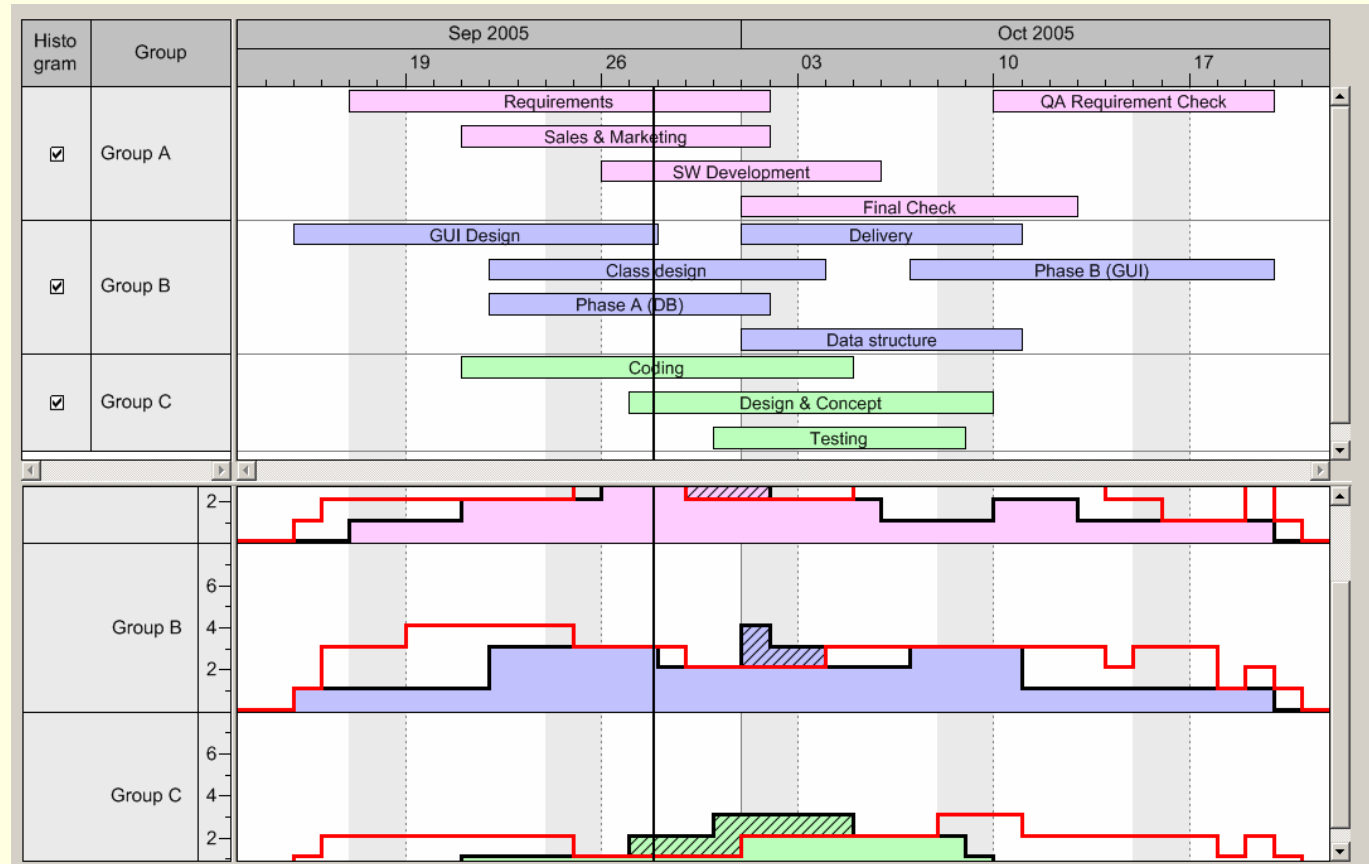 Histo
gram
Group
Sep 2005
Oct 2005
19
26
03
10
17
Requirements
QA Requirement Check
Sales & Marketing
Group A
SW Development
Final Check
GUI Design
Delivery
Class design
Phase B (GUI)
Group B
Phase A (DB)
Data structure
Coding
Group C
Design & Concept
Testing
2
6
Group B
4
2
6
Group C
4
2